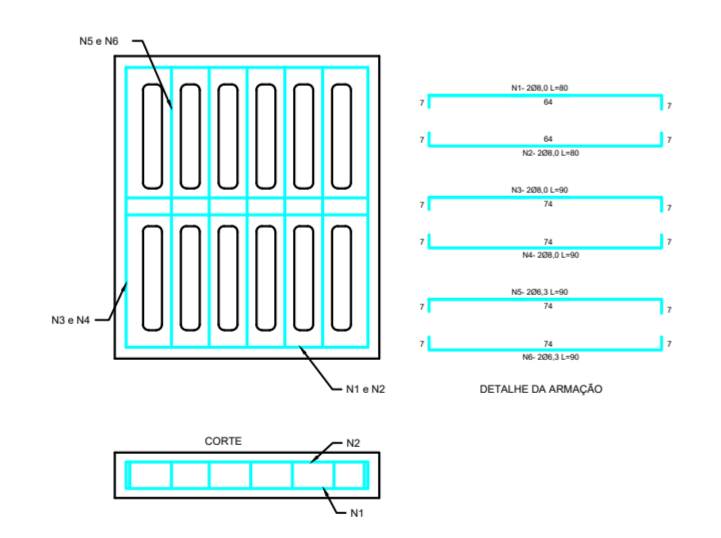 N5 e N6
N3 e N4
N1 e N2
N1- 2Ø8,0 L=80
7
64
7
7
64
7
N2- 2Ø8,0 L=80
N3- 2Ø8,0 L=90
7
74
7
7
74
7
N4- 2Ø8,0 L=90
N5- 2Ø6,3 L=90
7
74
7
7
74
7
N6- 2Ø6,3 L=90
DETALHE DA ARMAÇÃO
CORTE
N2
N1